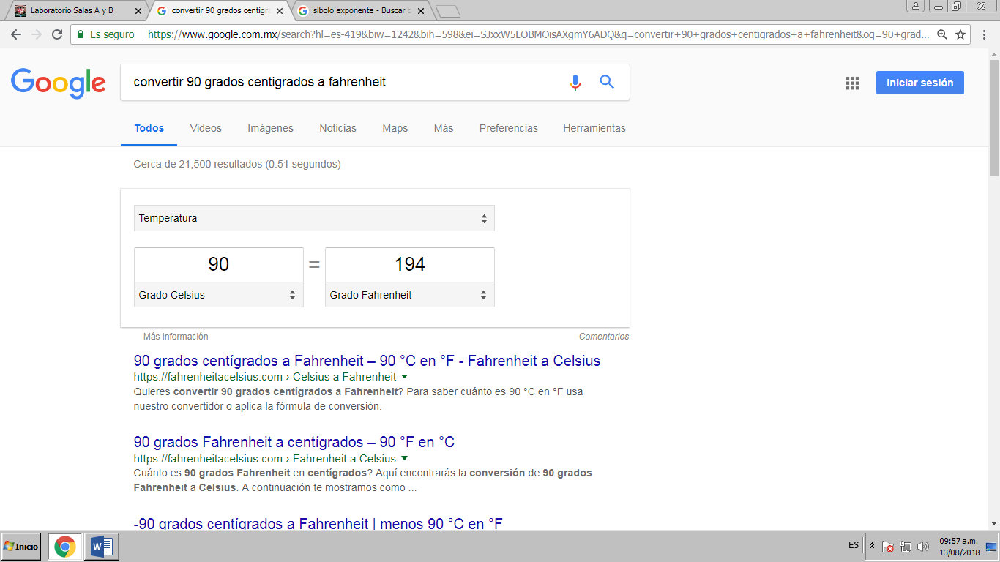 Laboratorio Salas A y B
convertir 90 grados centigra
sibolo exponente - Buscar c
Es seguro
https://www.google.com.mx/search?hl=es-419&biw=1242&bih=598&ei=SJxxW5LOBMOisAXgmY6ADQ&q=convertir+90+grados+centigrados+a+fahrenheit&oq=90+grad...
Google
convertir 90 grados centigrados a fahrenheit
Iniciar sesión
Todos Videos Imágenes Noticias Maps Más Preferencias Herramientas
Cerca de 21,500 resultados (0.51 segundos)
Temperatura
90 = 194
Grado Celsius Grado Fahrenheit
Más información Comentarios
90 grados centígrados a Fahrenheit – 90 °C en °F - Fahrenheit a Celsius
https://fahrenheitacelsius.com › Celsius a Fahrenheit
Quieres convertir 90 grados centígrados a Fahrenheit? Para saber cuánto es 90 °C en °F usa
nuestro convertidor o aplica la fórmula de conversión.
90 grados Fahrenheit a centígrados – 90 °F en °C
https://fahrenheitacelsius.com › Fahrenheit a Celsius
Cuánto es 90 grados Fahrenheit en centígrados? Aquí encontrarás la conversión de 90 grados
Fahrenheit a Celsius. A continuación te mostramos como ...
-90 grados centígrados a Fahrenheit | menos 90 °C en °F
Inicio
W
ES
09:57 a.m.
13/08/2018